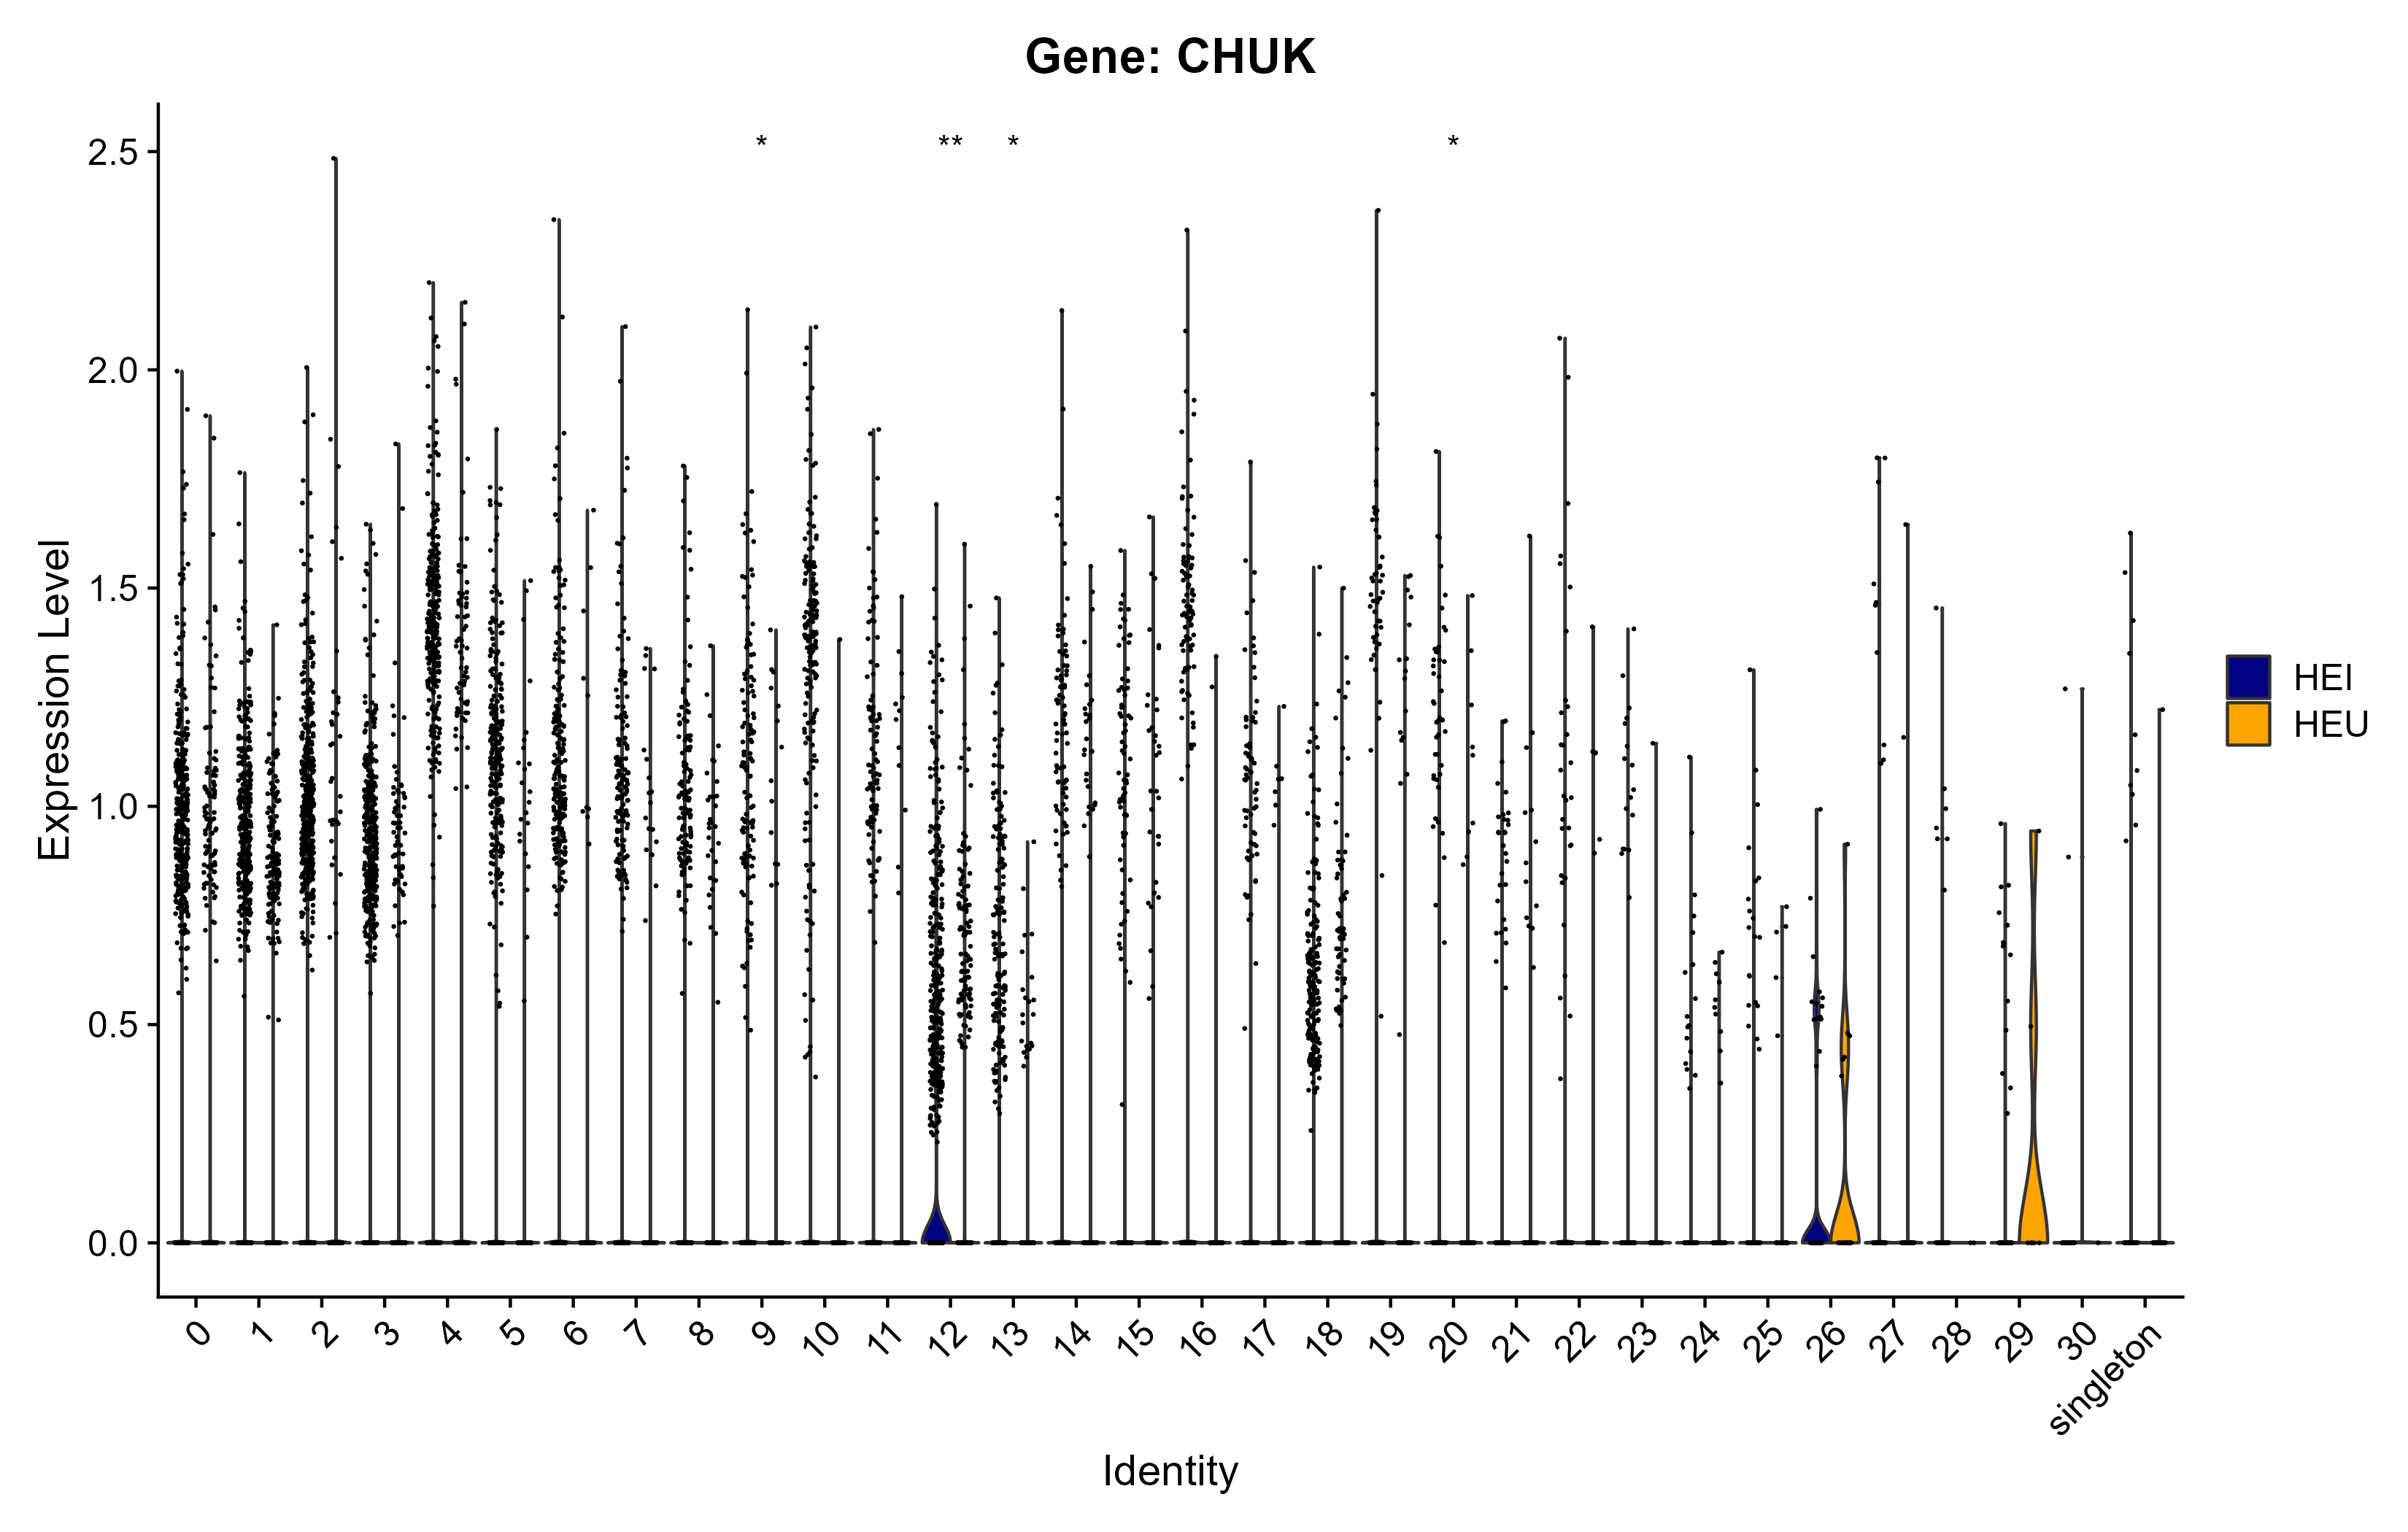 Gene: CHUK
* ** * *
Expression Level
2.5
2.0
1.5
1.0
0.5
0.0
HEI
HEU
0 1 2 3 4 5 6 7 8 9 10 11 12 13 14 15 16 17 18 19 20 21 22 23 24 25 26 27 28 29 30 singleton
Identity